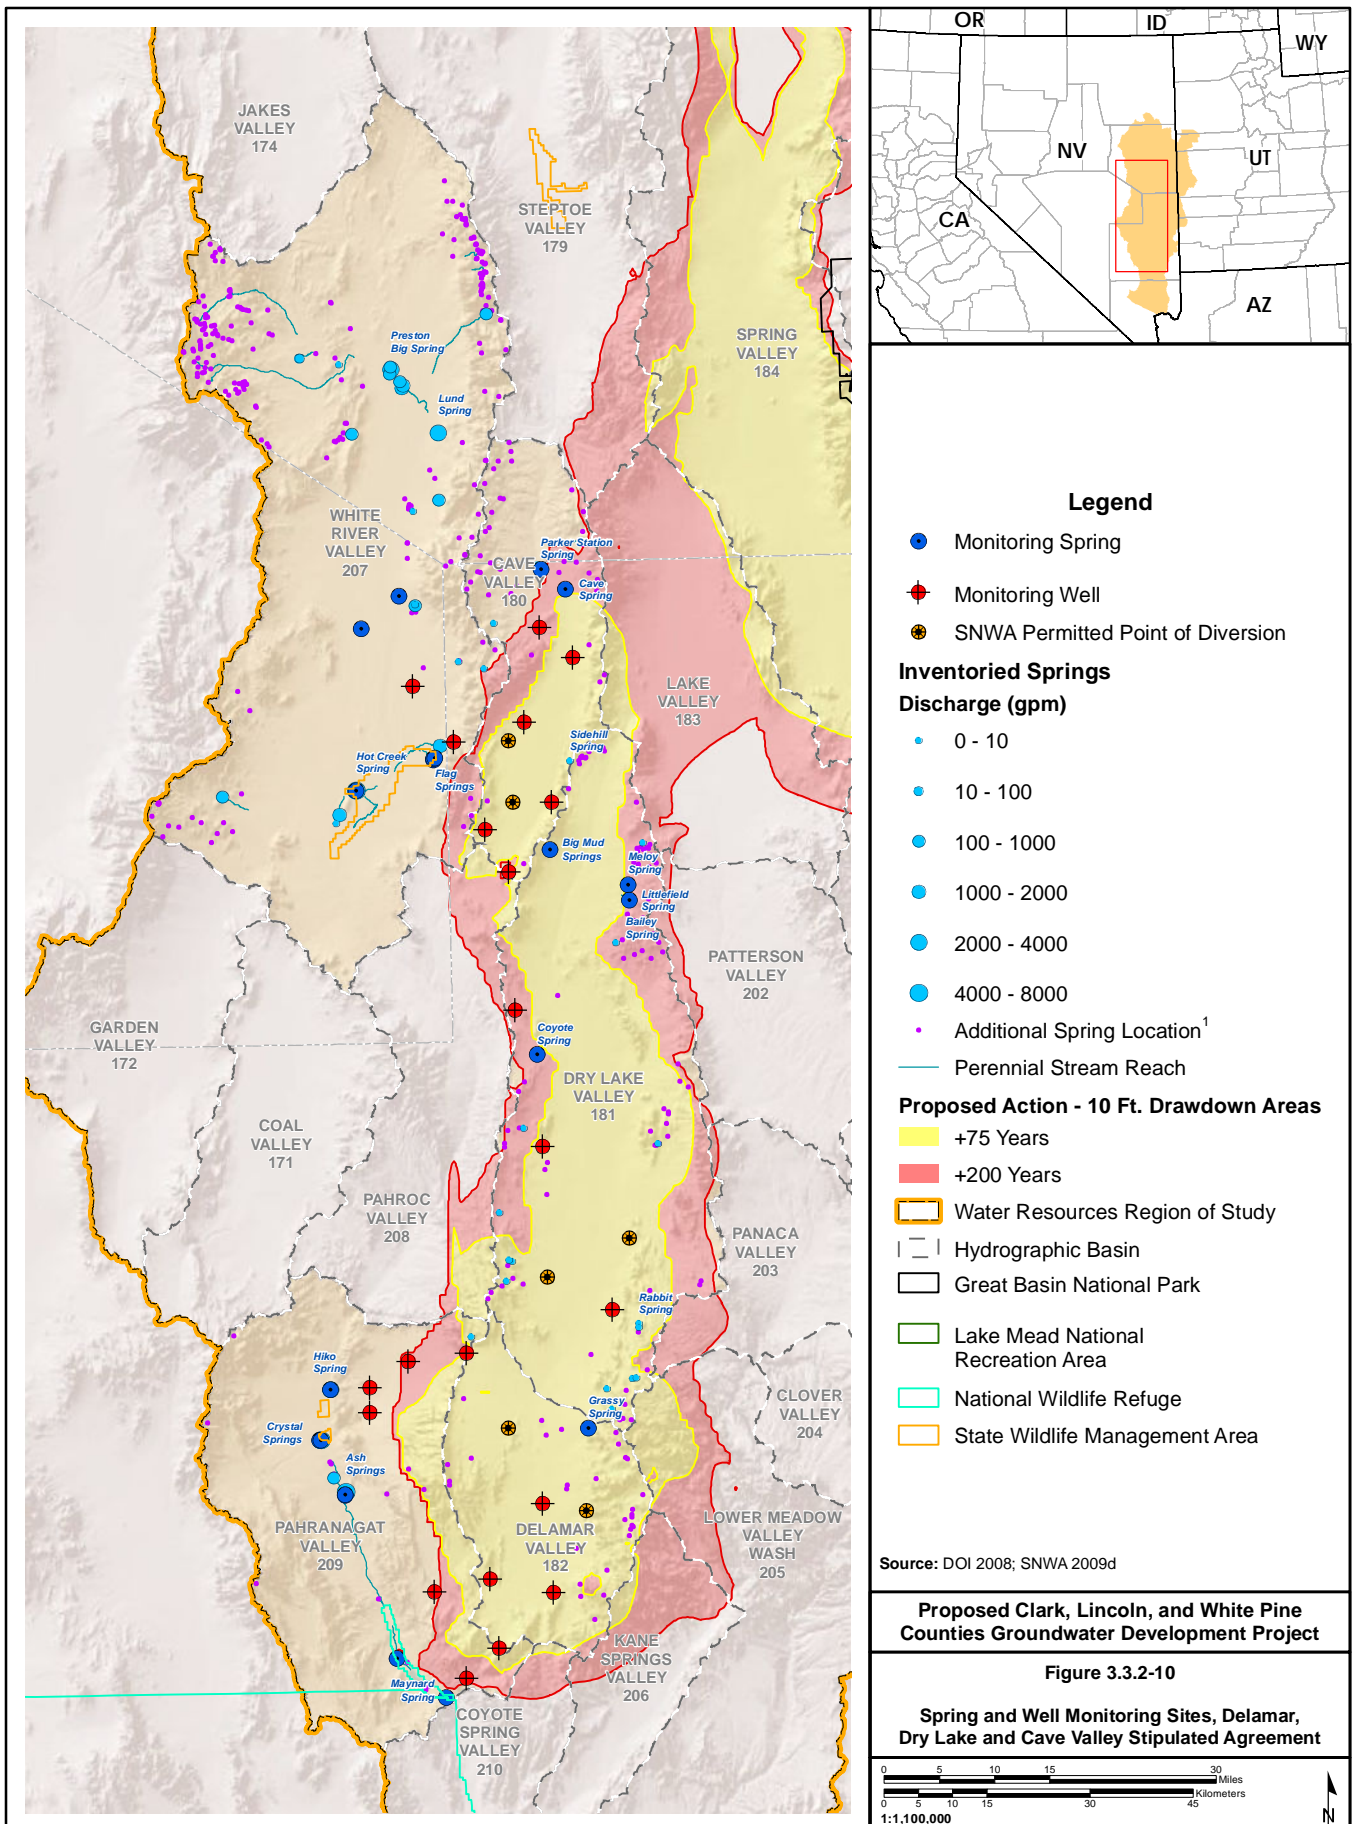 JAKES
VALLEY
174
STEPTOE
VALLEY
179
SPRING
VALLEY
184
Preston
Big Spring
Lund
Spring
WHITE
RIVER
VALLEY
207
Parker Station
Spring
CAVE
VALLEY
180
Cave
Spring
LAKE
VALLEY
183
Sidehill
Spring
Hot Creek
Spring
Flag
Springs
Big Mud
Springs
Meloy
Spring
Littlefield
Spring
Bailey
Spring
PATTERSON
VALLEY
202
GARDEN
VALLEY
172
Coyote
Spring
DRY LAKE
VALLEY
181
COAL
VALLEY
171
PAHROC
VALLEY
208
PANACA
VALLEY
203
Rabbit
Spring
Hiko
Spring
CLOVER
VALLEY
204
Grassy
Spring
Crystal
Springs
Ash
Springs
PAHRANAGAT
VALLEY
209
DELAMAR
VALLEY
182
LOWER MEADOW
VALLEY
WASH
205
KANE
SPRINGS
VALLEY
206
Maynard
Spring
COYOTE
SPRING
VALLEY
210
OR
ID
WY
NV
UT
CA
AZ
Legend
Monitoring Spring
Monitoring Well
SNWA Permitted Point of Diversion
Inventoried Springs
Discharge (gpm)
0 - 10
10 - 100
100 - 1000
1000 - 2000
2000 - 4000
4000 - 8000
Additional Spring Location1
Perennial Stream Reach
Proposed Action - 10 Ft. Drawdown Areas
+75 Years
+200 Years
Water Resources Region of Study
Hydrographic Basin
Great Basin National Park
Lake Mead National
Recreation Area
National Wildlife Refuge
State Wildlife Management Area
Source: DOI 2008; SNWA 2009d
Proposed Clark, Lincoln, and White Pine
Counties Groundwater Development Project
Figure 3.3.2-10
Spring and Well Monitoring Sites, Delamar,
Dry Lake and Cave Valley Stipulated Agreement
0 5 10 15 30
Miles
0 5 10 15 30 45
Kilometers
1:1,100,000
N